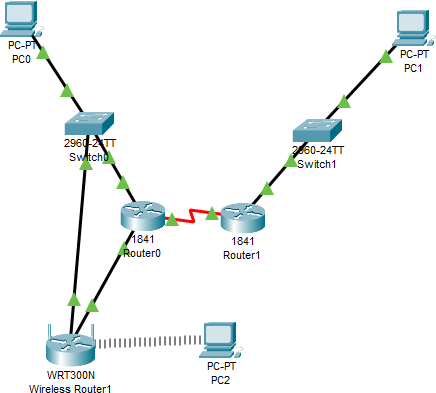 PC-PT
PC0
PC-PT
PC1
2960-24TT
Switch0
2960-24TT
Switch1
1841
Router0
1841
Router1
WRT300N
Wireless Router1
PC-PT
PC2